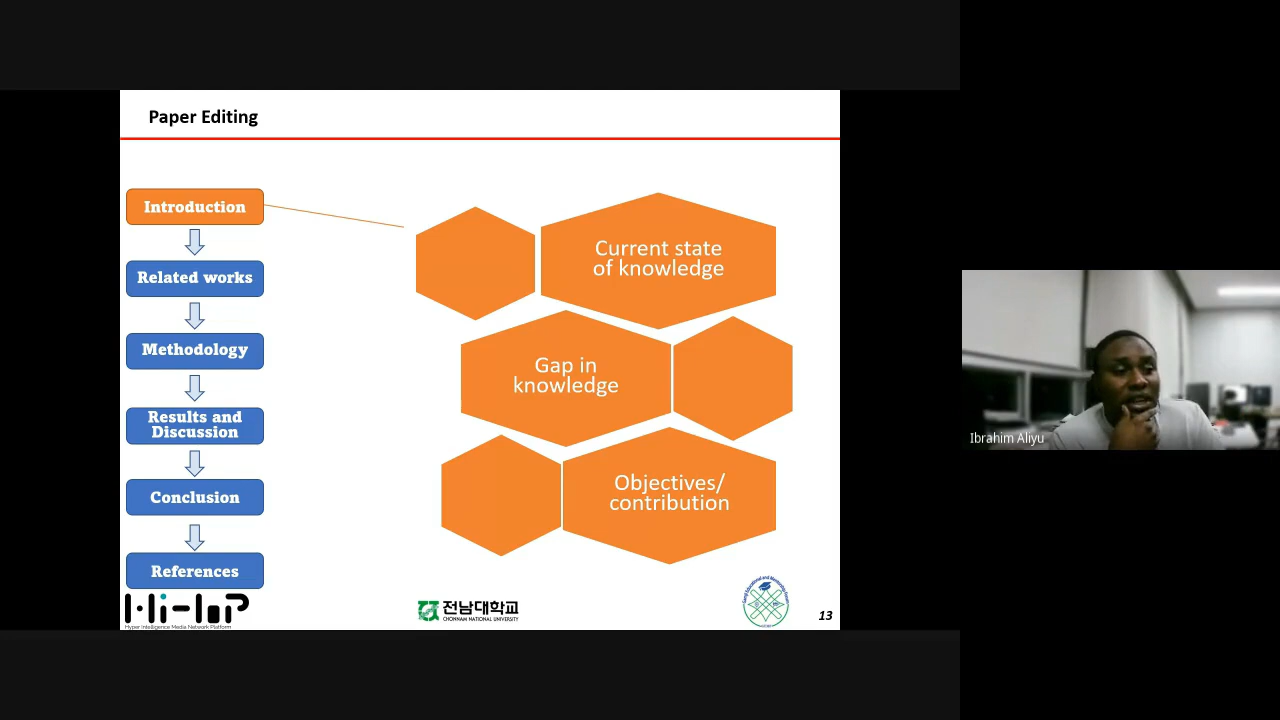 Paper Editing
Introduction
Related works
Methodology
Results and
Discussion
Conclusion
References
Current state
of knowledge
Gap in
knowledge
Objectives/
contribution
Hyper Intelligence Media Network Platform
전남대학교
CHONNAM NATIONAL UNIVERSITY
13
Ibrahim Aliyu